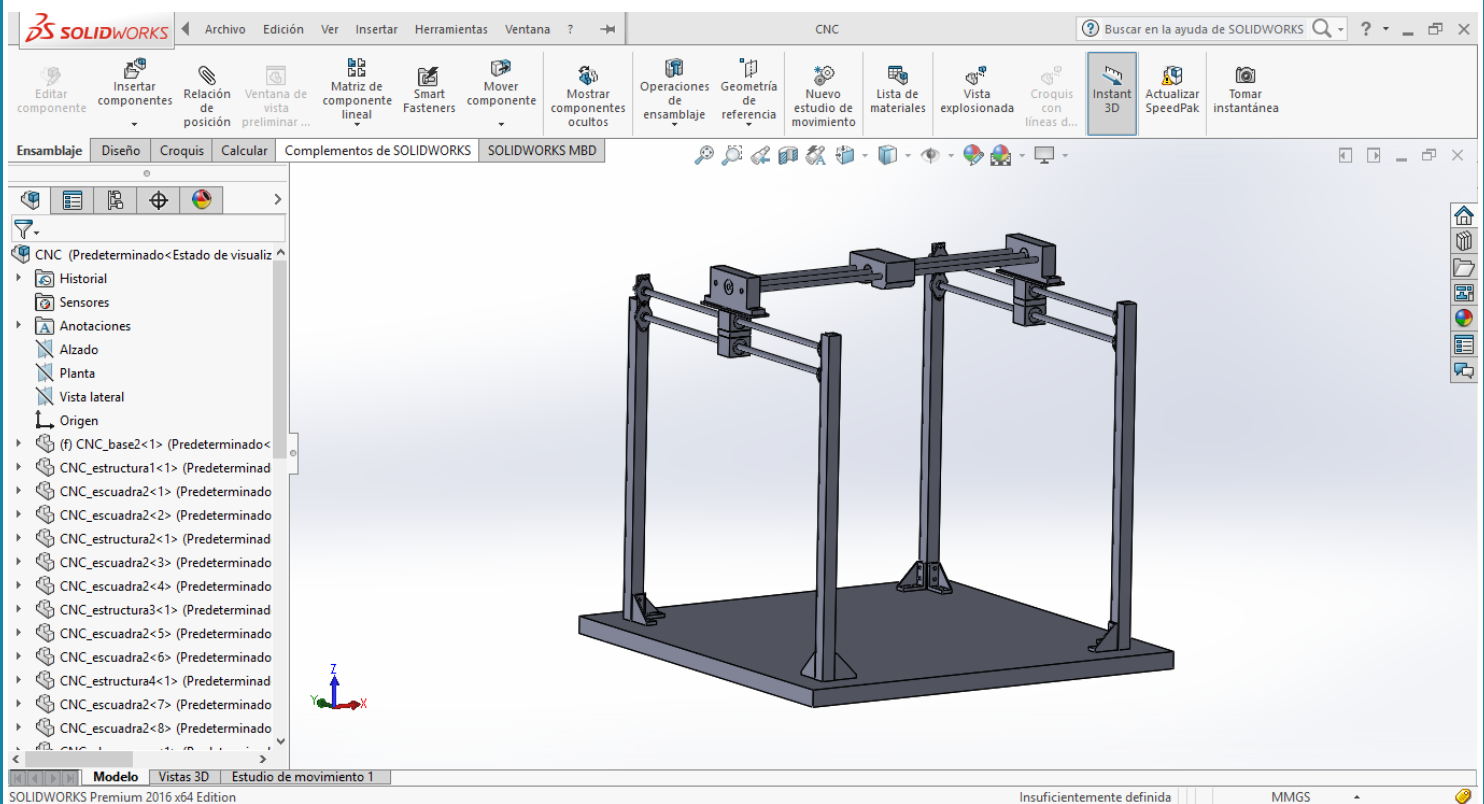 SOLIDWORKS
Archivo Edición Ver Insertar Herramientas Ventana ?
CNC
Buscar en la ayuda de SOLIDWORKS
?
Editar
componente
Insertar
componentes
Relación
de
posición
Ventana de
vista
preliminar ...
Matriz de
componente
lineal
Smart
Fasteners
Mover
componente
Mostrar
componentes
ocultos
Operaciones
de
ensamblaje
Geometría
de
referencia
Nuevo
estudio de
movimiento
Lista de
materiales
Vista
explosionada
Croquis
con
líneas d...
Instant
3D
Actualizar
SpeedPak
Tomar
instantánea
Ensamblaje Diseño Croquis Calcular Complementos de SOLIDWORKS SOLIDWORKS MBD
CNC (Predeterminado<Estado de visualiz
Historial
Sensores
Anotaciones
Alzado
Planta
Vista lateral
Origen
(f) CNC_base2<1> (Predeterminado<
CNC_estructura1<1> (Predeterminad
CNC_escuadra2<1> (Predeterminado
CNC_escuadra2<2> (Predeterminado
CNC_estructura2<1> (Predeterminad
CNC_escuadra2<3> (Predeterminado
CNC_escuadra2<4> (Predeterminado
CNC_estructura3<1> (Predeterminad
CNC_escuadra2<5> (Predeterminado
CNC_escuadra2<6> (Predeterminado
CNC_estructura4<1> (Predeterminad
CNC_escuadra2<7> (Predeterminado
CNC_escuadra2<8> (Predeterminado
Z
Y
X
Modelo Vistas 3D Estudio de movimiento 1
SOLIDWORKS Premium 2016 x64 Edition
Insuficientemente definida
MMGS